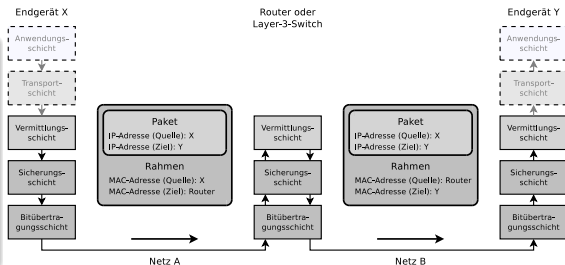 Endgerät X
Router oder
Layer-3-Switch
Endgerät Y
Anwendungs-
schicht
Transport-
schicht
Vermittlungs-
schicht
Sicherungs-
schicht
Bitübertra-
gungsschicht
Paket
IP-Adresse (Quelle): X
IP-Adresse (Ziel): Y
Rahmen
MAC-Adresse (Quelle): X
MAC-Adresse (Ziel): Router
Vermittlungs-
schicht
Sicherungs-
schicht
Bitübertra-
gungsschicht
Paket
IP-Adresse (Quelle): X
IP-Adresse (Ziel): Y
Rahmen
MAC-Adresse (Quelle): Router
MAC-Adresse (Ziel): Y
Anwendungs-
schicht
Transport-
schicht
Vermittlungs-
schicht
Sicherungs-
schicht
Bitübertra-
gungsschicht
Netz A
Netz B